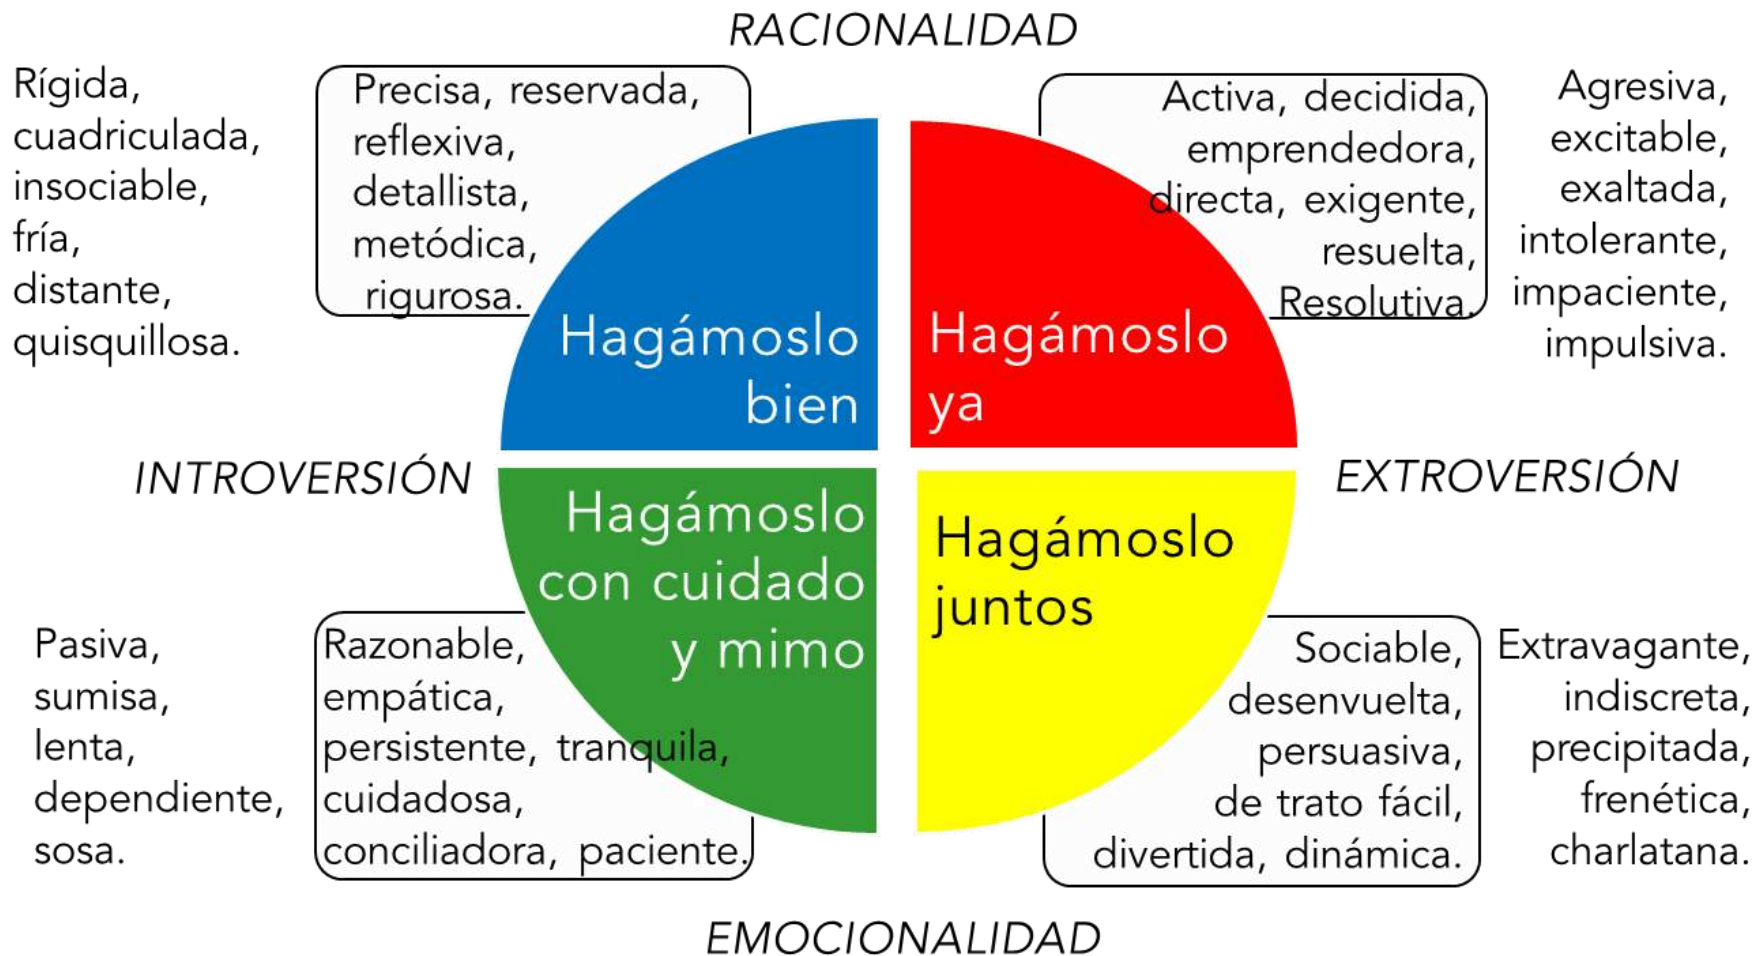 RACIONALIDAD
Rígida,
cuadriculada,
insociable,
fría,
distante,
quisquillosa.
Precisa, reservada,
reflexiva,
detallista,
metódica,
rigurosa.
Hagámoslo
bien
Hagámoslo
ya
Activa, decidida,
emprendedora,
directa, exigente,
resuelta,
Resolutiva.
Agresiva,
excitable,
exaltada,
intolerante,
impaciente,
impulsiva.
INTROVERSIÓN
EXTROVERSIÓN
Pasiva,
sumisa,
lenta,
dependiente,
sosa.
Razonable,
empática,
persistente, tranquila,
cuidadosa,
conciliadora, paciente.
Hagámoslo
con cuidado
y mimo
Hagámoslo
juntos
Sociable,
desenvuelta,
persuasiva,
de trato fácil,
divertida, dinámica.
Extravagante,
indiscreta,
precipitada,
frenética,
charlatana.
EMOCIONALIDAD